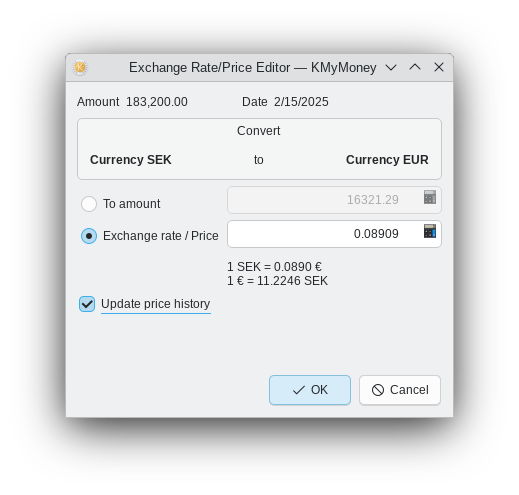 Exchange Rate/Price Editor — KMyMoney
Amount 183,200.00 Date 2/15/2025
Convert
Currency SEK to Currency EUR
To amount 16321.29
Exchange rate / Price 0.08909
1 SEK = 0.0890 €
1 € = 11.2246 SEK
Update price history
OK Cancel